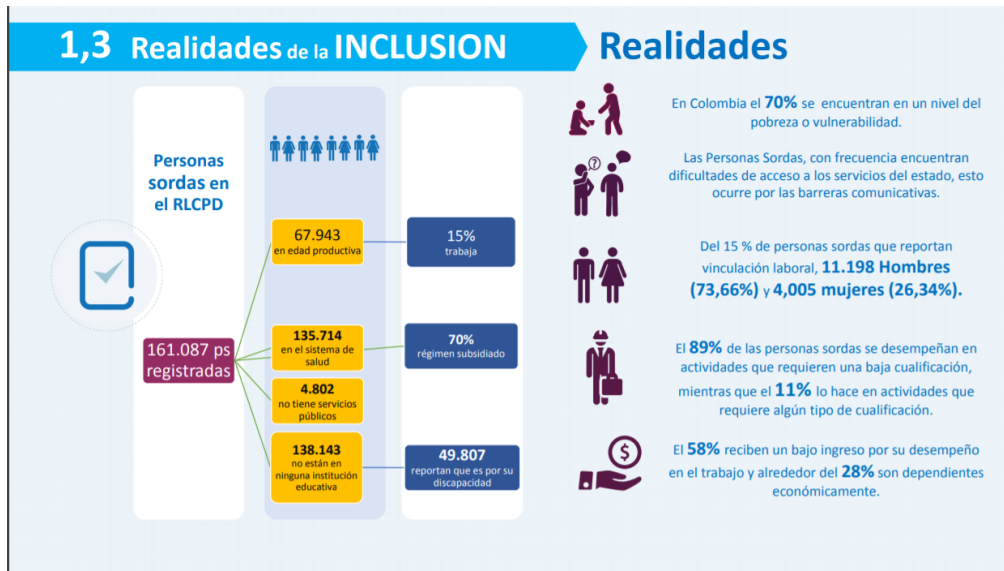 1,3 Realidades de la INCLUSION
Realidades
Personas
sordas en
el RLCPD
161.087 ps
registradas
67.943
en edad productiva
15%
trabaja
135.714
en el sistema de
salud
70%
régimen subsidiado
4.802
no tiene servicios
públicos
138.143
no están en
ninguna institución
educativa
49.807
reportan que es por su
discapacidad
En Colombia el 70% se encuentran en un nivel del
pobreza o vulnerabilidad.
?
Las Personas Sordas, con frecuencia encuentran
dificultades de acceso a los servicios del estado, esto
ocurre por las barreras comunicativas.
Del 15 % de personas sordas que reportan
vinculación laboral, 11.198 Hombres
(73,66%) y 4,005 mujeres (26,34%).
El 89% de las personas sordas se desempeñan en
actividades que requieren una baja cualificación,
mientras que el 11% lo hace en actividades que
requiere algún tipo de cualificación.
$
El 58% reciben un bajo ingreso por su desempeño
en el trabajo y alrededor del 28% son dependientes
económicamente.